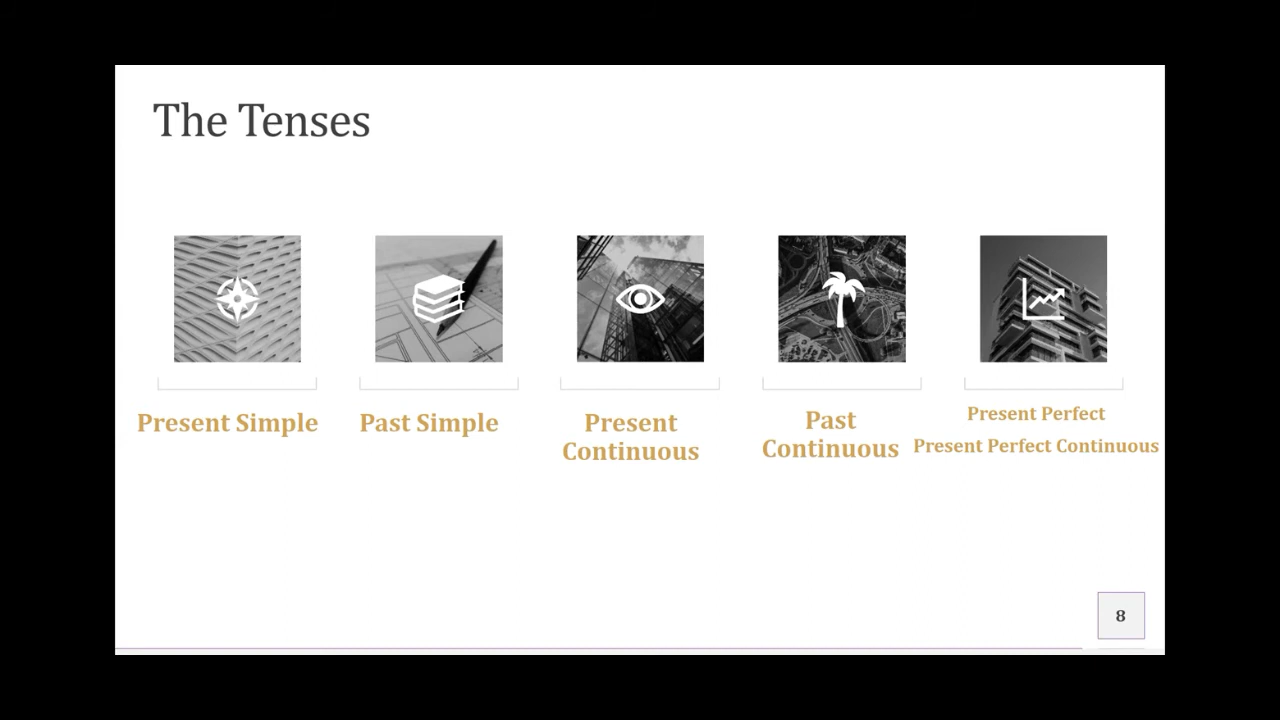 The Tenses
Present Simple
Past Simple
Present
Continuous
Past
Continuous
Present Perfect
Present Perfect Continuous
8